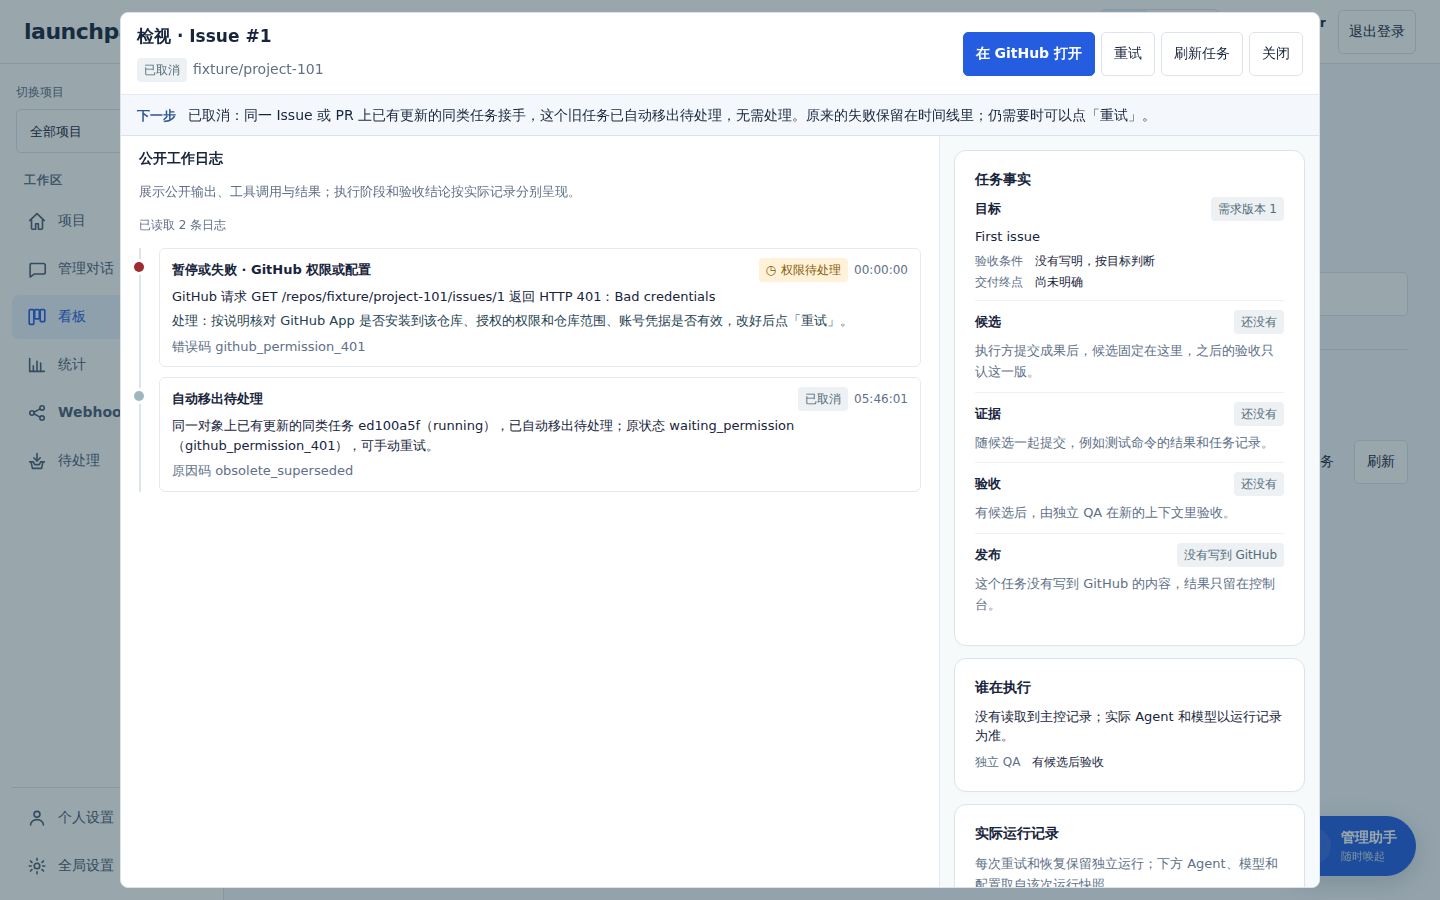 launchp
r
退出登录
切换项目
全部项目
工作区
项目
管理对话
看板
统计
Webhoo
待处理
个人设置
全局设置
检视 · Issue #1
已取消 fixture/project-101
在 GitHub 打开 重试 刷新任务 关闭
下一步 已取消：同一 Issue 或 PR 上已有更新的同类任务接手，这个旧任务已自动移出待处理，无需处理。原来的失败保留在时间线里；仍需要时可以点「重试」。
公开工作日志
展示公开输出、工具调用与结果；执行阶段和验收结论按实际记录分别呈现。
已读取 2 条日志
暂停或失败 · GitHub 权限或配置 权限待处理 00:00:00
GitHub 请求 GET /repos/fixture/project-101/issues/1 返回 HTTP 401：Bad credentials
处理：按说明核对 GitHub App 是否安装到该仓库、授权的权限和仓库范围、账号凭据是否有效，改好后点「重试」。
错误码 github_permission_401
自动移出待处理 已取消 05:46:01
同一对象上已有更新的同类任务 ed100a5f（running），已自动移出待处理；原状态 waiting_permission
（github_permission_401），可手动重试。
原因码 obsolete_superseded
任务事实
目标 需求版本 1
First issue
验收条件 没有写明，按目标判断
交付终点 尚未明确
候选 还没有
执行方提交成果后，候选固定在这里，之后的验收只
认这一版。
证据 还没有
随候选一起提交，例如测试命令的结果和任务记录。
验收 还没有
有候选后，由独立 QA 在新的上下文里验收。
发布 没有写到 GitHub
这个任务没有写到 GitHub 的内容，结果只留在控制
台。
谁在执行
没有读取到主控记录；实际 Agent 和模型以运行记录
为准。
独立 QA 有候选后验收
实际运行记录
每次重试和恢复保留独立运行；下方 Agent、模型和
配置取自该次运行快照
务 刷新
管理助手
随时唤起